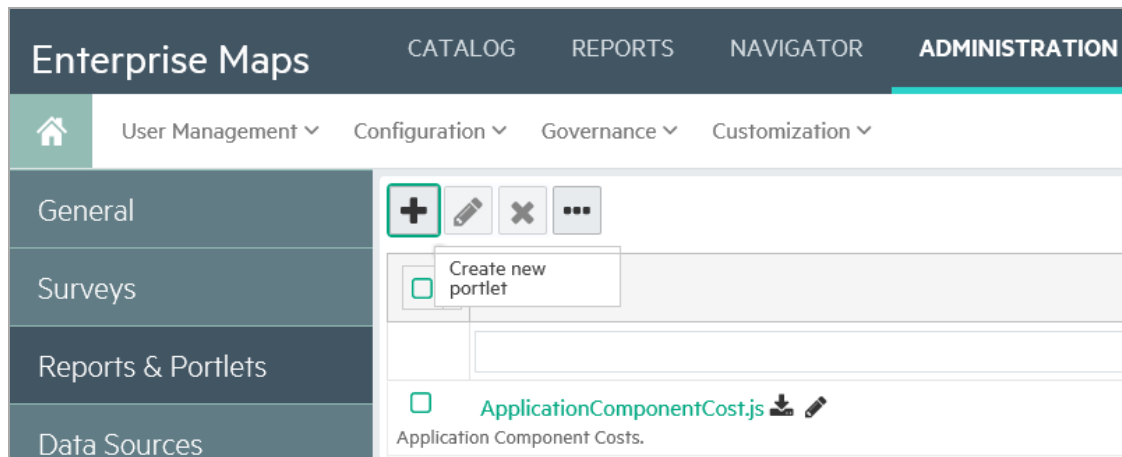 Enterprise Maps CATALOG REPORTS NAVIGATOR ADMINISTRATION
User Management Configuration Governance Customization
General
Surveys
Reports & Portlets
Data Sources
Create new
portlet
ApplicationComponentCost.js
Application Component Costs.